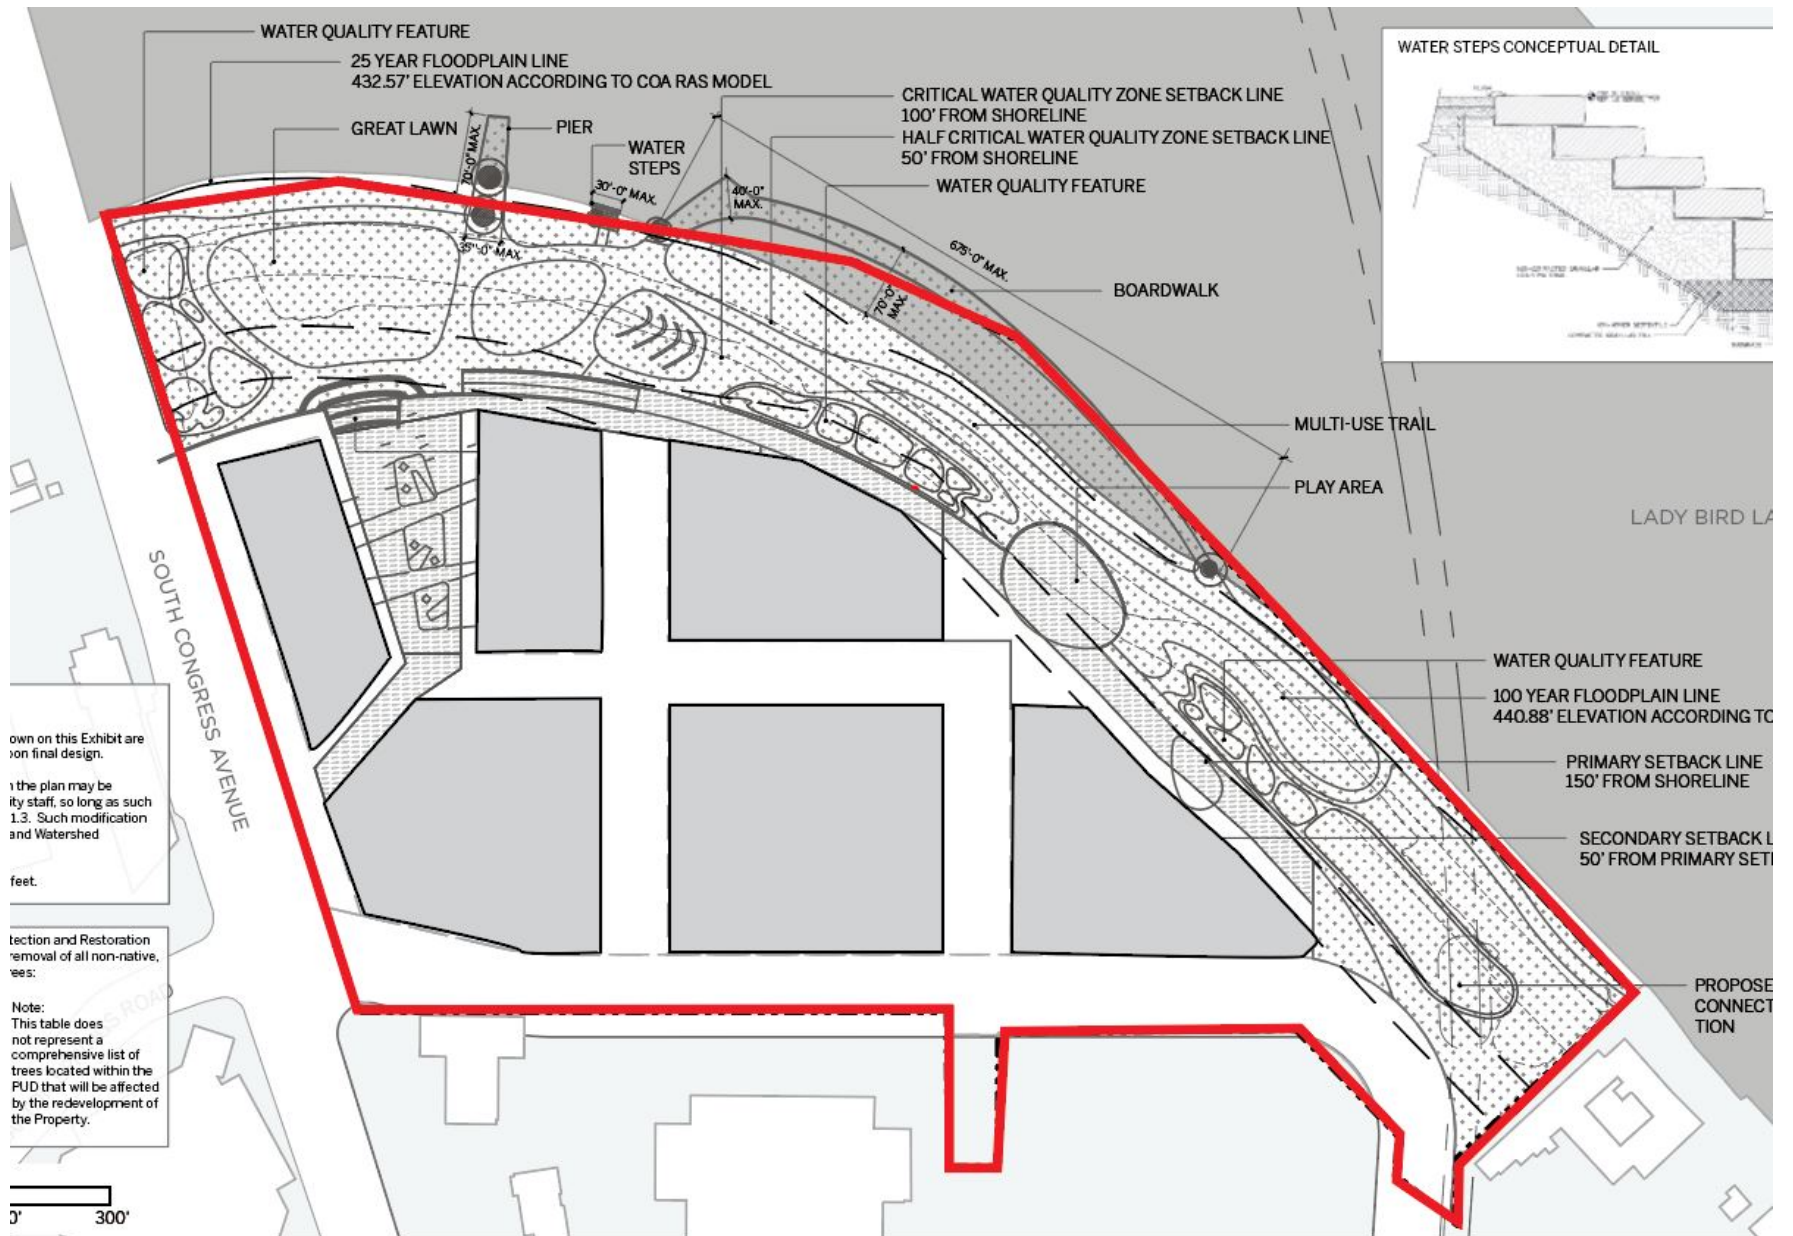 WATER QUALITY FEATURE
25 YEAR FLOODPLAIN LINE
432.57' ELEVATION ACCORDING TO COA RAS MODEL
GREAT LAWN
PIER
70'-0" MAX.
35'-0" MAX.
WATER
STEPS
30'-0" MAX.
CRITICAL WATER QUALITY ZONE SETBACK LINE
100' FROM SHORELINE
HALF CRITICAL WATER QUALITY ZONE SETBACK LINE
50' FROM SHORELINE
WATER QUALITY FEATURE
40'-0"
MAX.
675'-0" MAX.
70'-0"
MAX.
BOARDWALK
WATER STEPS CONCEPTUAL DETAIL
MULTI-USE TRAIL
PLAY AREA
LADY BIRD LA
WATER QUALITY FEATURE
100 YEAR FLOODPLAIN LINE
440.88' ELEVATION ACCORDING TO
PRIMARY SETBACK LINE
150' FROM SHORELINE
SECONDARY SETBACK L
50' FROM PRIMARY SET
PROPOSE
CONNECT
TION
SOUTH CONGRESS AVENUE
own on this Exhibit are
on final design.
the plan may be
ity staff, so long as such
1.3. Such modification
and Watershed
feet.
tection and Restoration
removal of all non-native,
ees:
Note:
This table does
not represent a
comprehensive list of
trees located within the
PUD that will be affected
by the redevelopment of
the Property.
ROAD
0'
300'